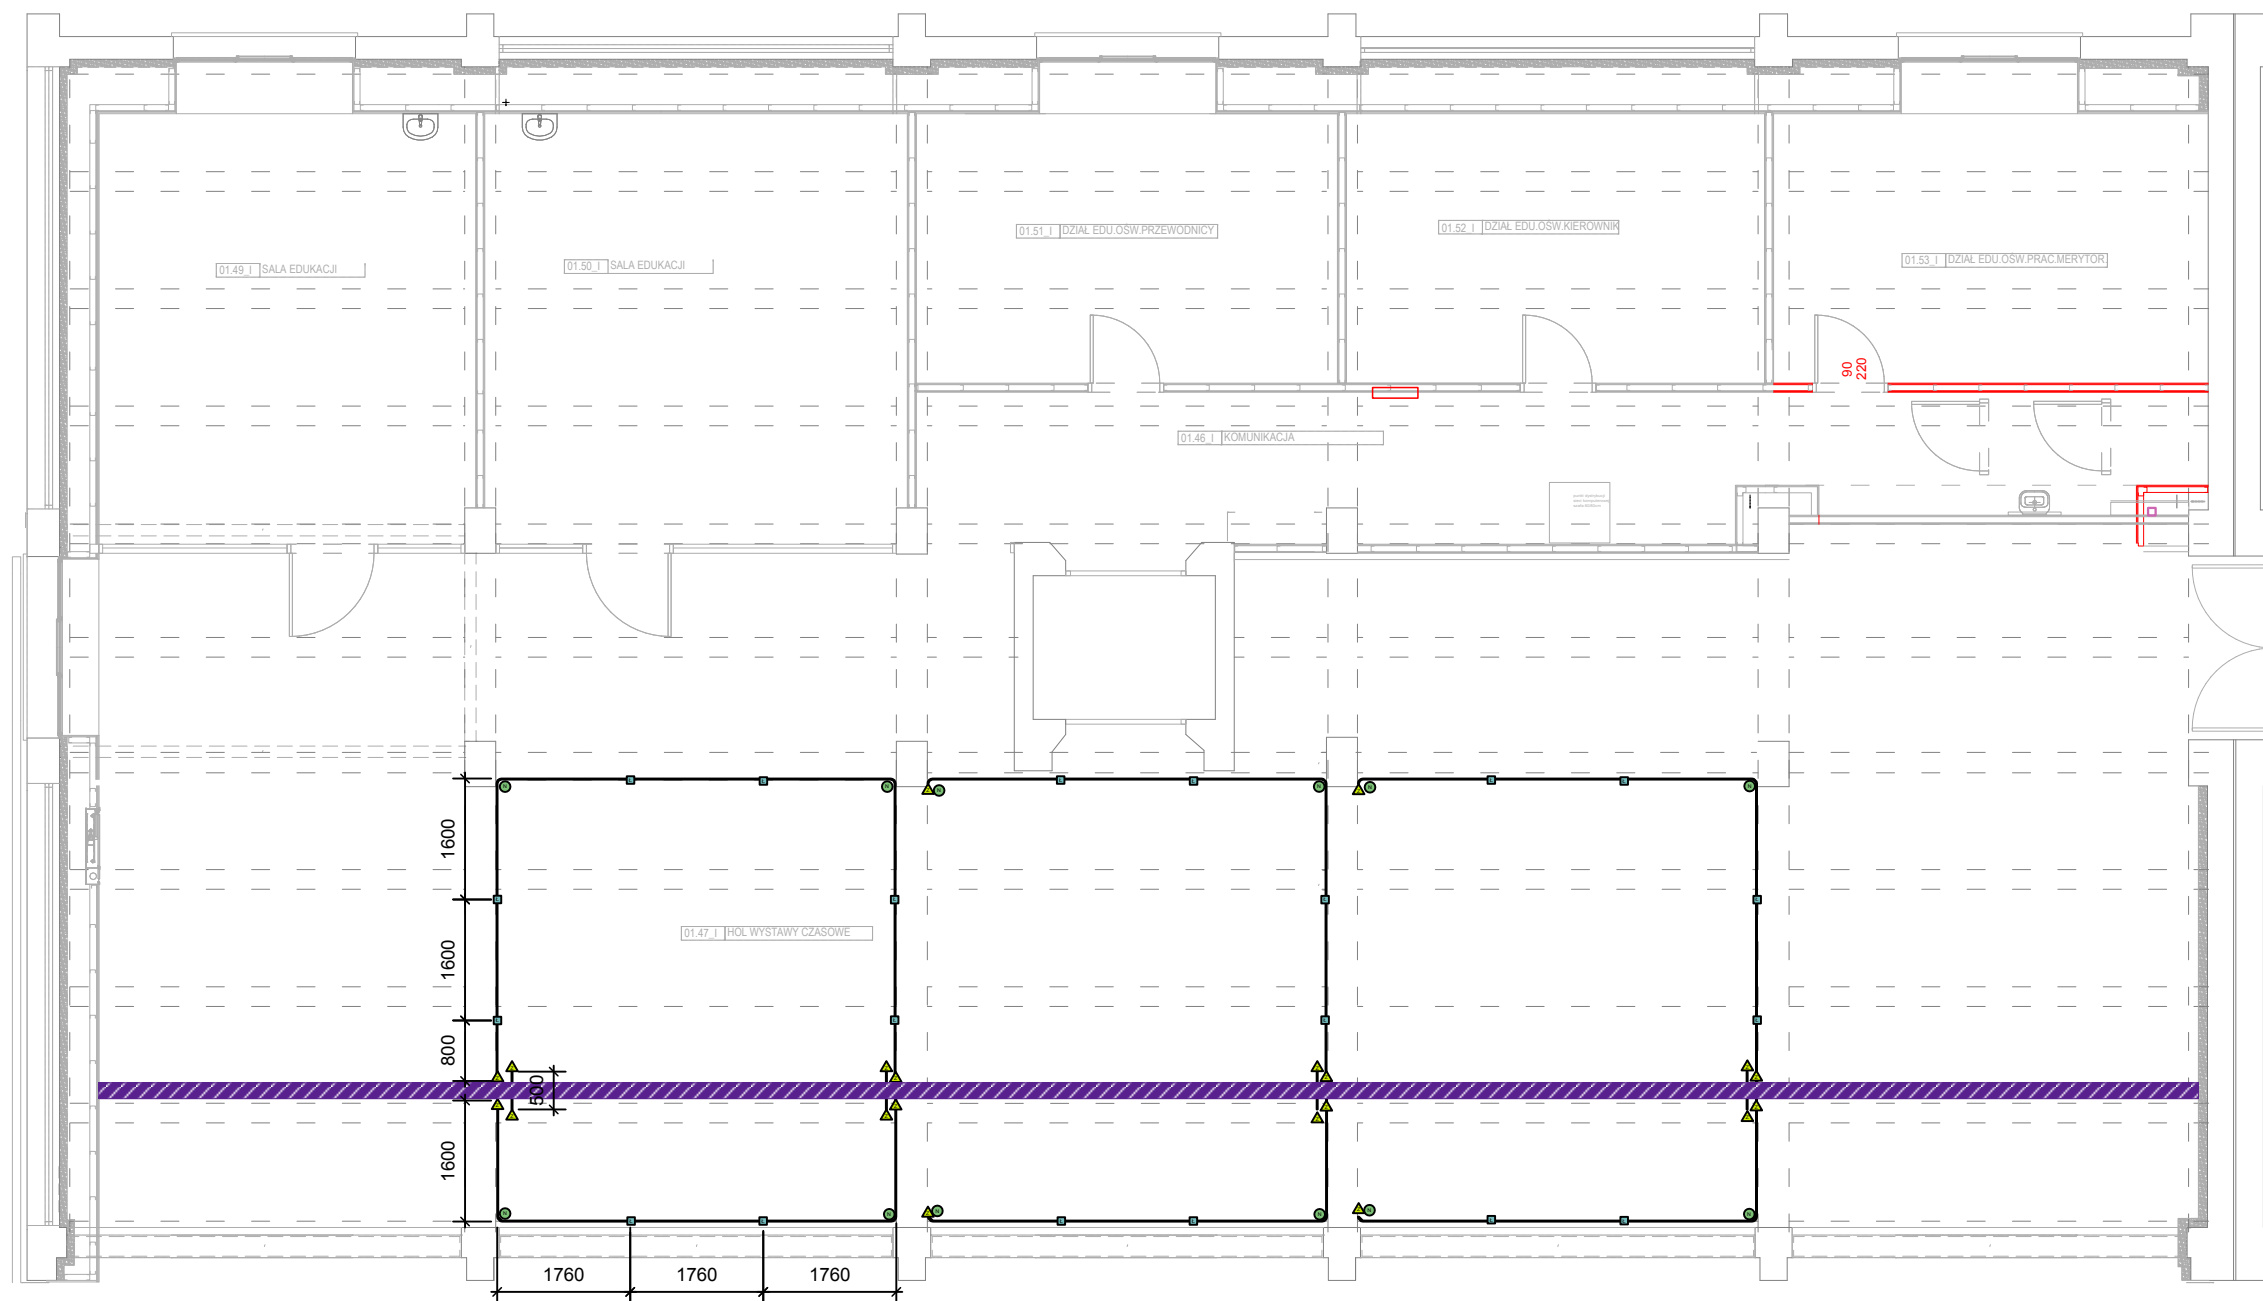 01.51_I DZIAŁ EDU.OŚW.PRZEWODNICY
01.52_I DZIAŁ EDU.OŚW.KIEROWNIK
01.53_I DZIAŁ EDU.OŚW.PRAC.MERYTOR.
01.49_I SALA EDUKACJI
01.50_I SALA EDUKACJI
90
220
01.46_I KOMUNIKACJA
1600
01.47_I HOL WYSTAWY CZASOWE
1600
800
500
1600
1760 1760 1760